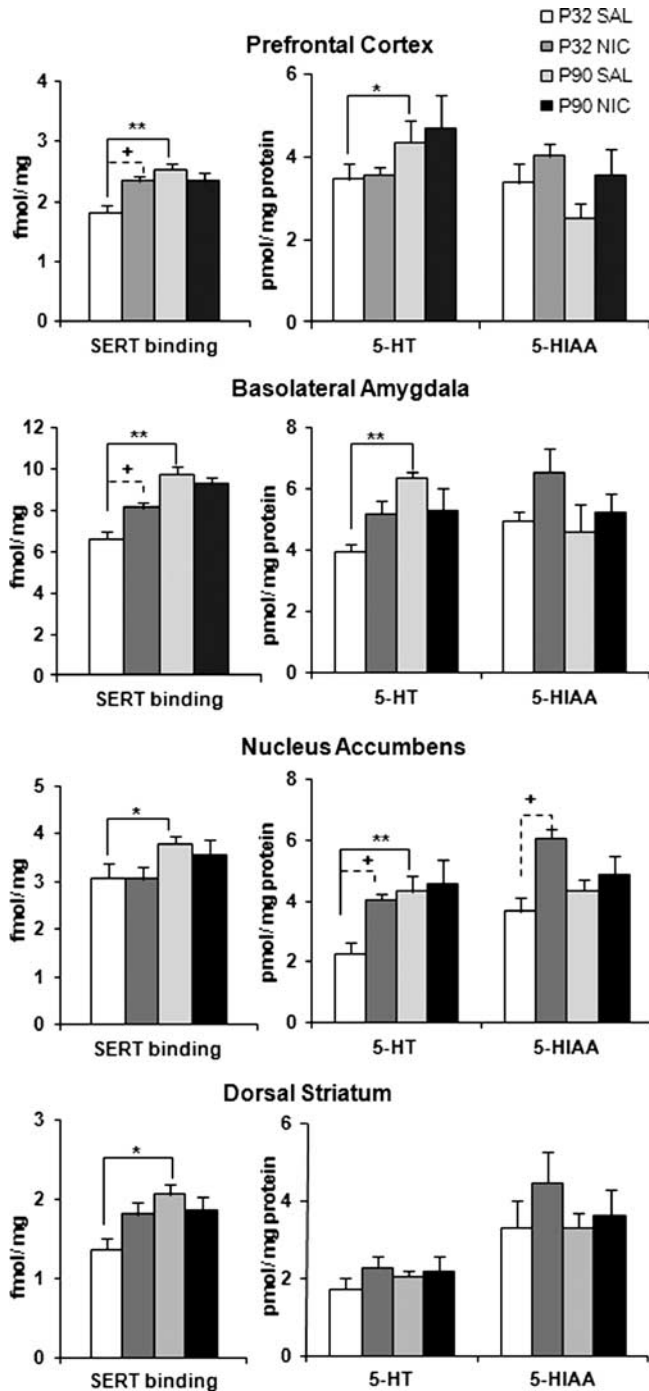 P32 SAL
P32 NIC
P90 SAL
P90 NIC
Prefrontal Cortex
4
3
2
1
0
fmol/ mg
**
+
SERT binding
6
4
2
0
pmol/ mg protein
*
5-HT
5-HIAA
Basolateral Amygdala
12
10
8
6
4
2
0
fmol/ mg
**
+
SERT binding
8
6
4
2
0
pmol/ mg protein
**
5-HT
5-HIAA
Nucleus Accumbens
5
4
3
2
1
0
fmol/ mg
*
SERT binding
8
6
4
2
0
pmol/ mg protein
**
+
+
5-HT
5-HIAA
Dorsal Striatum
3
2
1
0
fmol/ mg
*
SERT binding
6
4
2
0
pmol/ mg protein
5-HT
5-HIAA